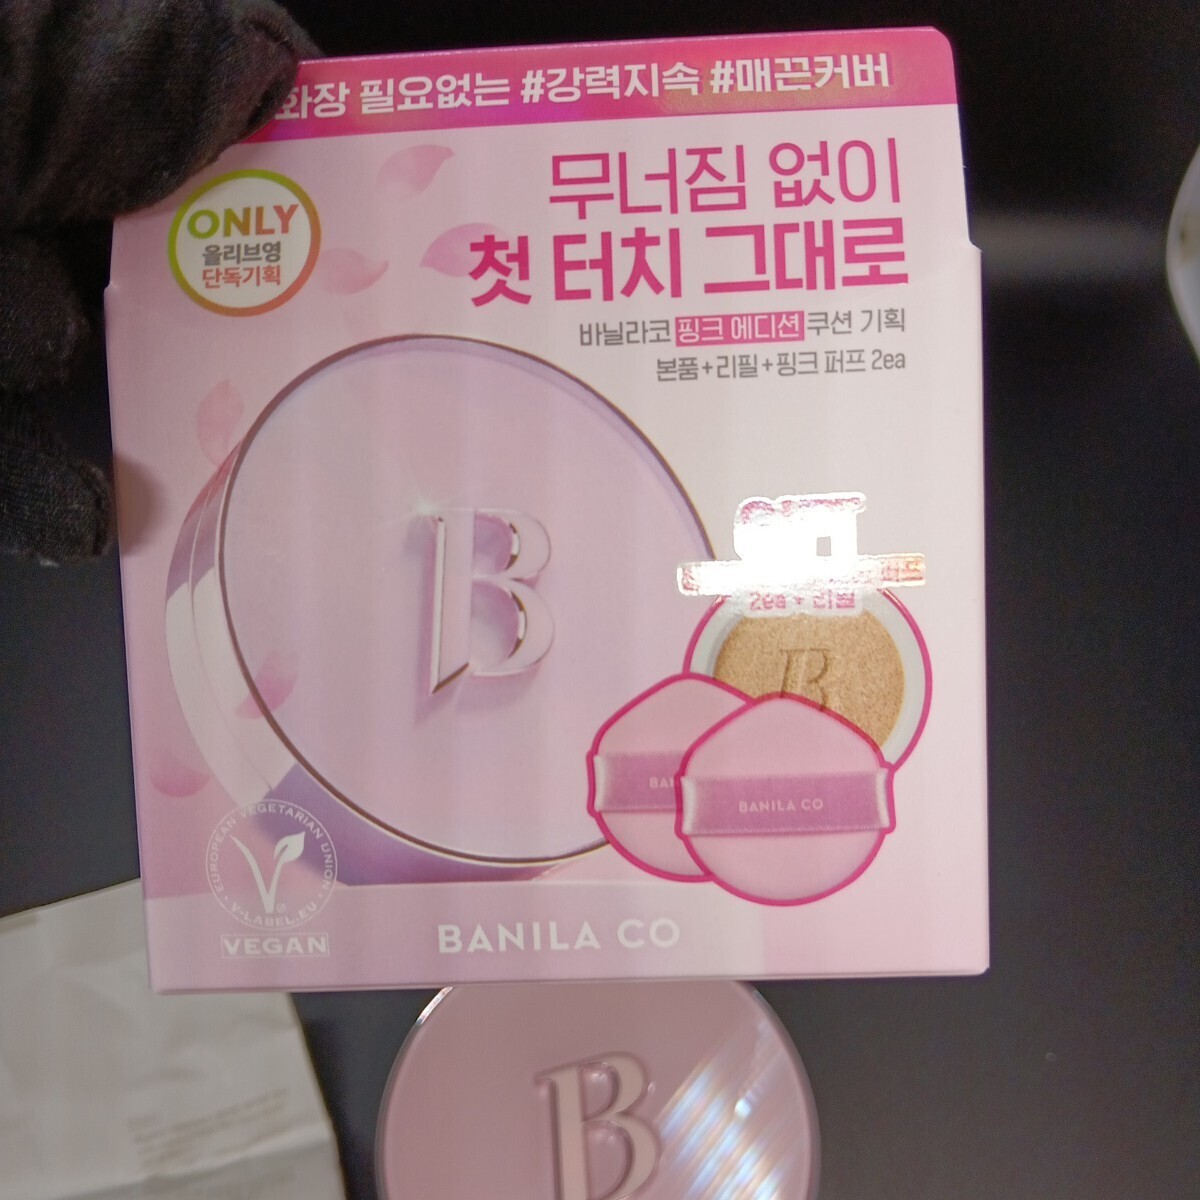 화장 필요없는 #강력지속 #매끈커버
무너짐 없이
첫 터치 그대로
ONLY
올리브영
단독기획
바닐라코 핑크 에디션 쿠션 기획
본품+리필+핑크 퍼프 2ea
GIFT
2ea + 리필
B
B
BANILA CO
EUROPEAN VEGETARIAN UNION
V-LABEL.EU
VEGAN
BANILA CO
B